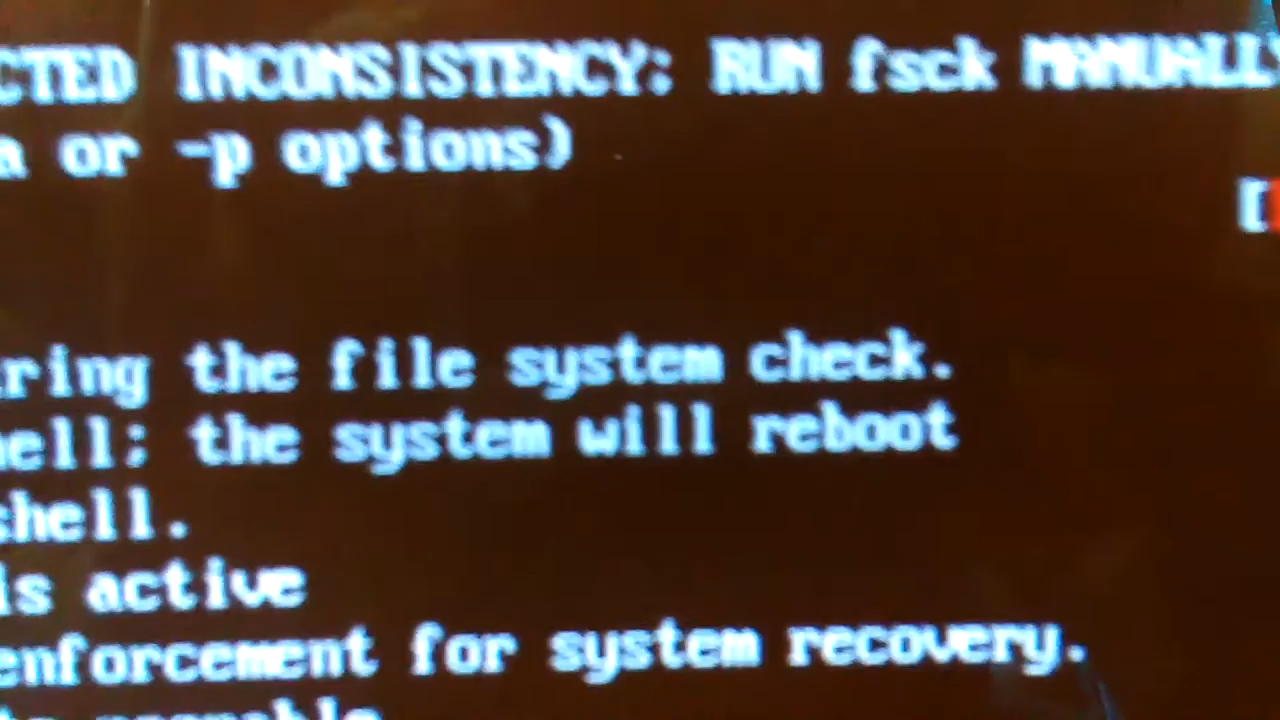 CTED INCONSISTENCY: RUN fsck MANUALLY
a or -p options)
[
ring the file system check.
hell; the system will reboot
shell.
is active
enforcement for system recovery.